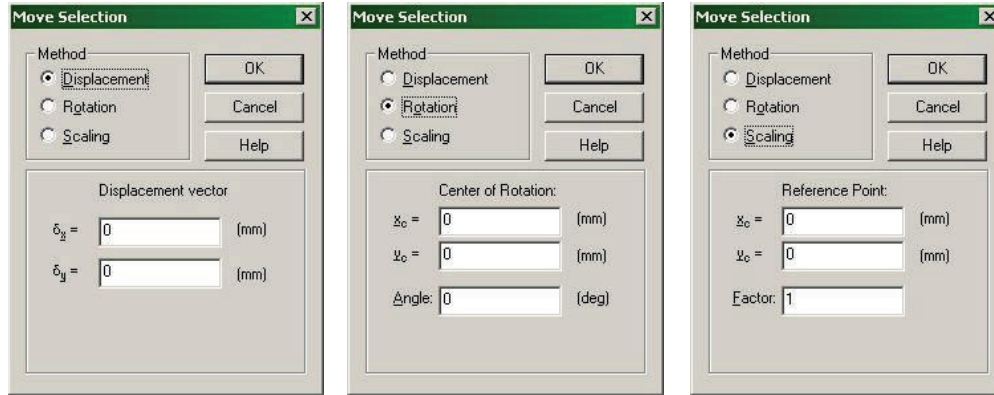 Move Selection
Method
Displacement
Rotation
Scaling
OK
Cancel
Help
Displacement vector
δx = 0 (mm)
δy = 0 (mm)
Move Selection
Method
Displacement
Rotation
Scaling
OK
Cancel
Help
Center of Rotation:
xc = 0 (mm)
yc = 0 (mm)
Angle: 0 (deg)
Move Selection
Method
Displacement
Rotation
Scaling
OK
Cancel
Help
Reference Point:
xc = 0 (mm)
yc = 0 (mm)
Factor: 1